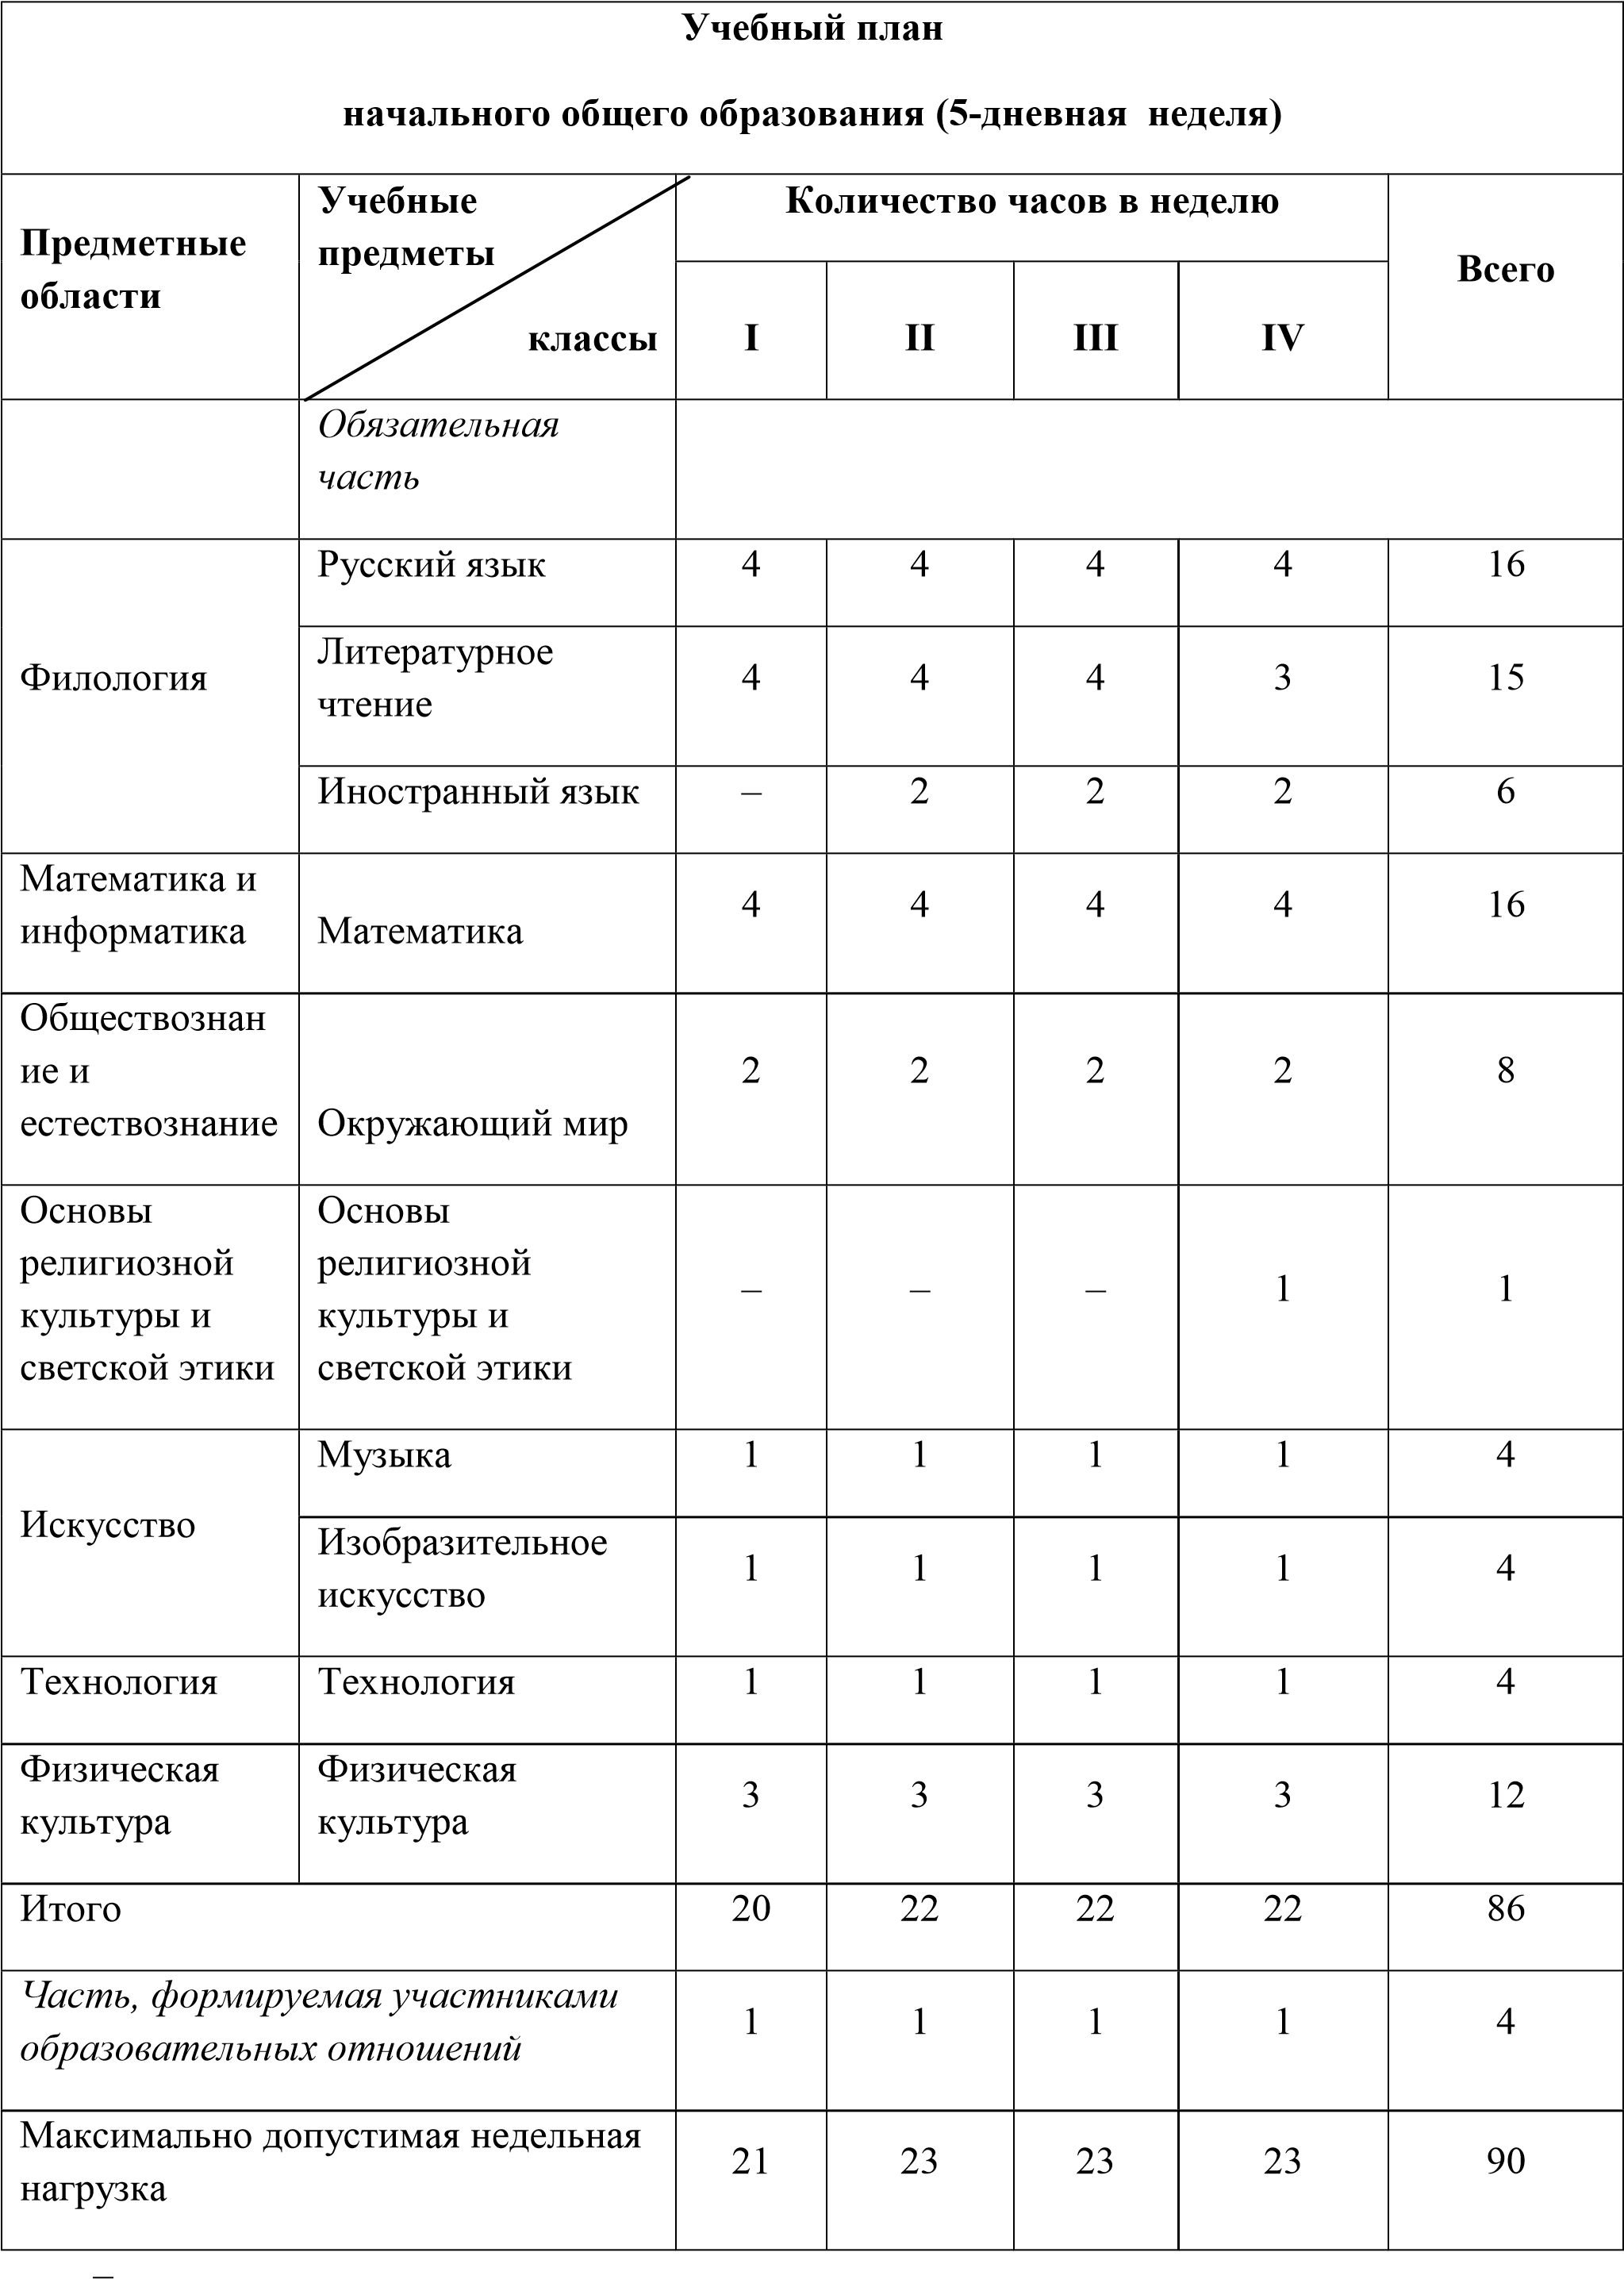 Учебный план
начального общего образования (5-дневная неделя)
Предметные
области
Учебные
предметы
классы
Количество часов в неделю
Всего
I II III IV
Обязательная
часть
Филология
Русский язык 4 4 4 4 16
Литературное
чтение
4 4 4 3 15
Иностранный язык – 2 2 2 6
Математика и
информатика
Математика
4 4 4 4 16
Обществознан
ие и
естествознание
Окружающий мир
2 2 2 2 8
Основы
религиозной
культуры и
светской этики
Основы
религиозной
культуры и
светской этики
– – – 1 1
Искусство
Музыка 1 1 1 1 4
Изобразительное
искусство
1 1 1 1 4
Технология Технология 1 1 1 1 4
Физическая
культура
Физическая
культура
3 3 3 3 12
Итого 20 22 22 22 86
Часть, формируемая участниками
образовательных отношений
1 1 1 1 4
Максимально допустимая недельная
нагрузка
21 23 23 23 90
–